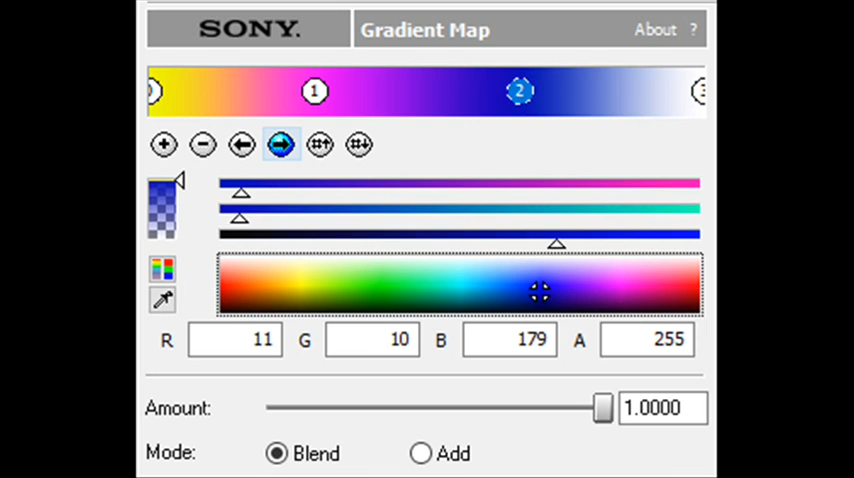 SONY. Gradient Map About ?
1 2
R 11 G 10 B 179 A 255
Amount: 1.0000
Mode: Blend Add